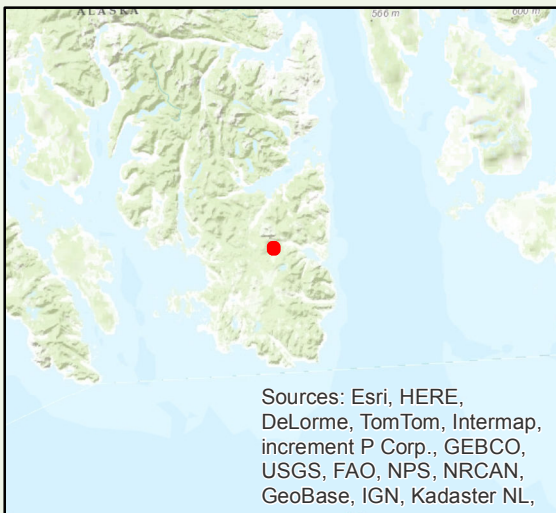 ALASKA
566 m
600 m
Sources: Esri, HERE,
DeLorme, TomTom, Intermap,
increment P Corp., GEBCO,
USGS, FAO, NPS, NRCAN,
GeoBase, IGN, Kadaster NL,